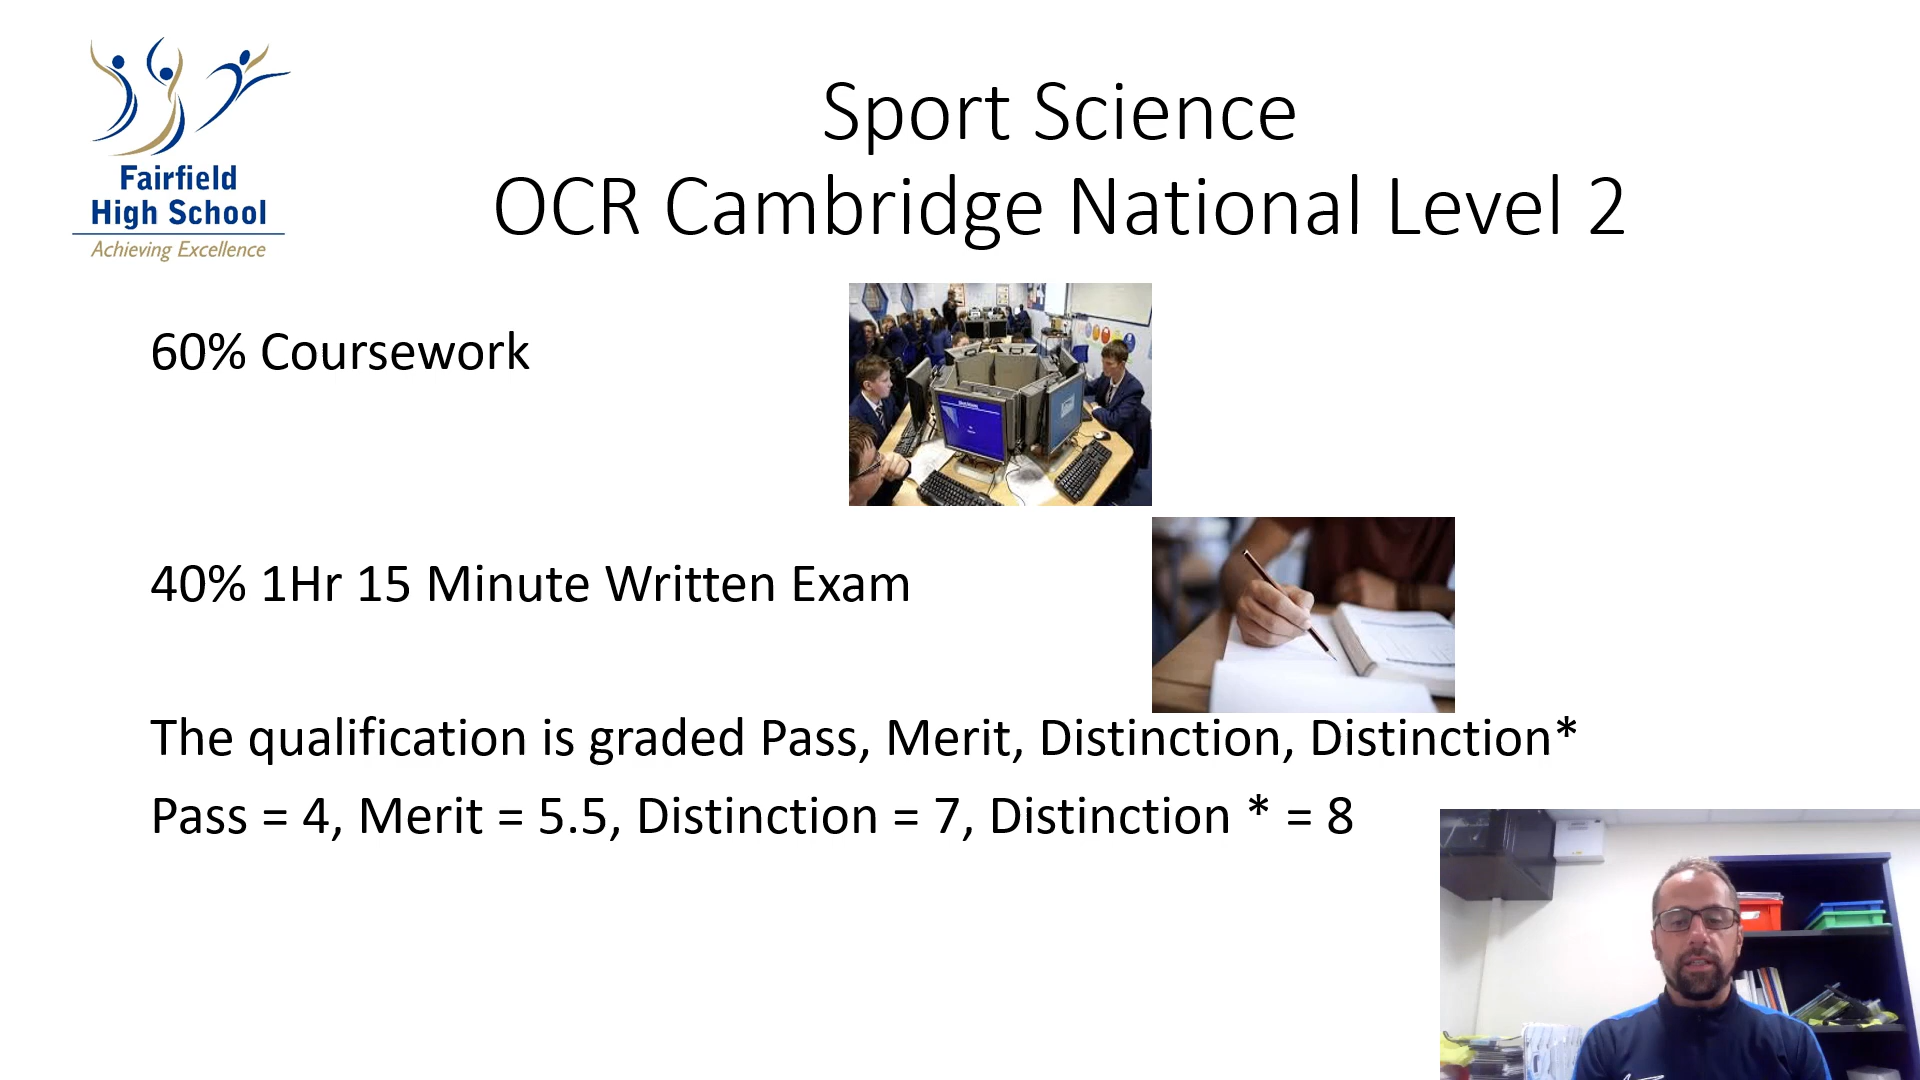 Fairfield
High School
Achieving Excellence
Sport Science
OCR Cambridge National Level 2
60% Coursework
40% 1Hr 15 Minute Written Exam
The qualification is graded Pass, Merit, Distinction, Distinction*
Pass = 4, Merit = 5.5, Distinction = 7, Distinction * = 8